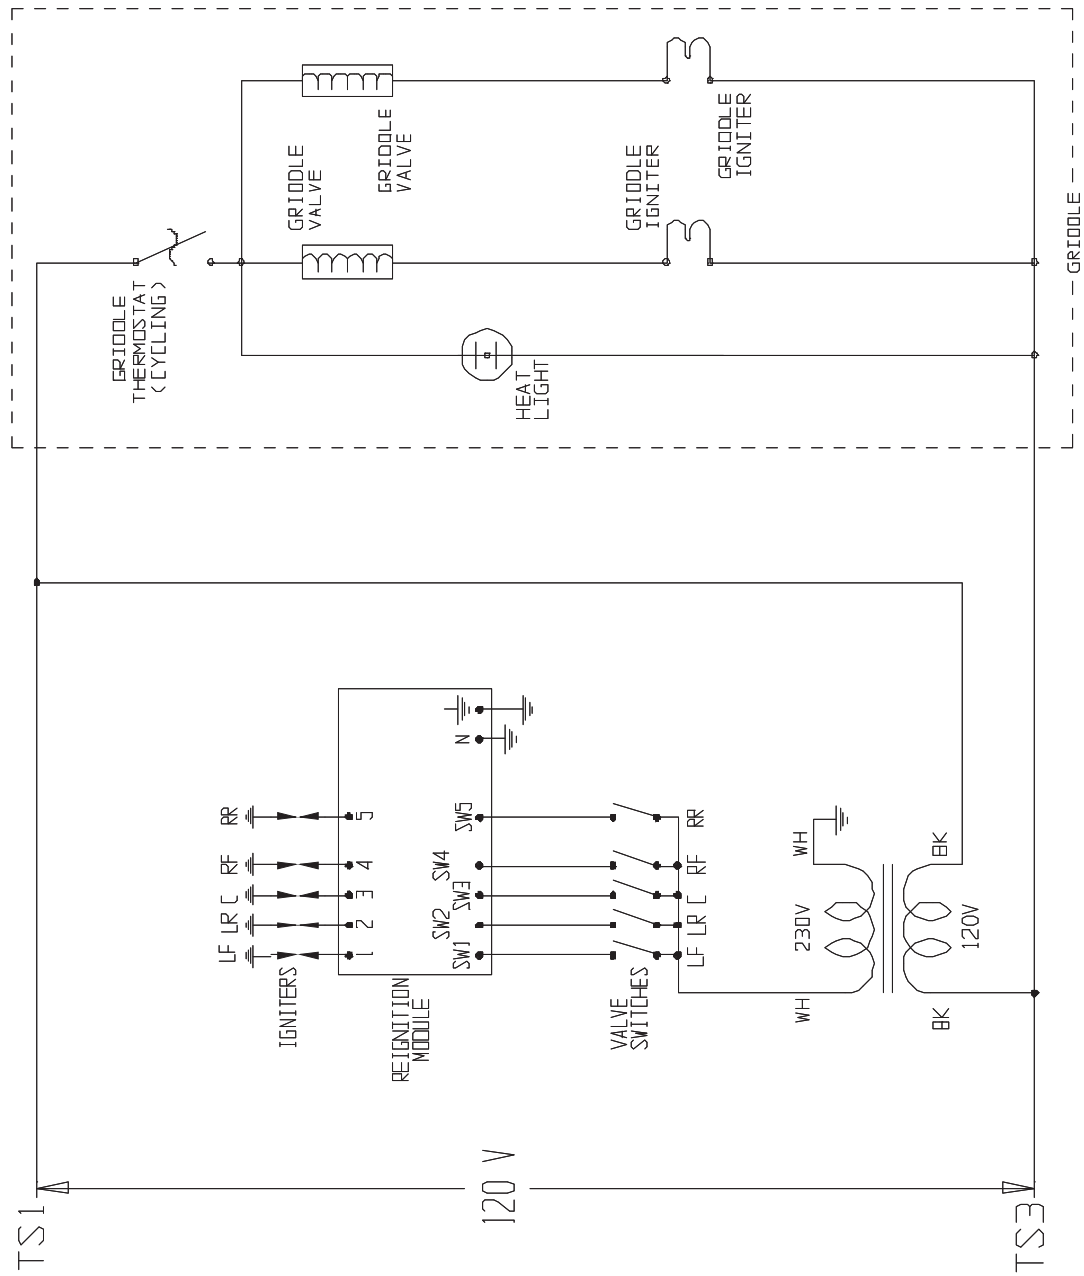 TS1
120 V
TS3
IGNITERS
LF
LR
C
RF
RR
REIGNITION
MODULE
1
2
3
4
5
SW1
SW2
SW3
SW4
SW5
N
VALVE
SWITCHES
LF
LR
C
RF
RR
WH
230V
WH
BK
120V
BK
GRIDDLE
THERMOSTAT
(CYCLING)
GRIDDLE
VALVE
GRIDDLE
VALVE
HEAT
LIGHT
GRIDDLE
IGNITER
GRIDDLE
IGNITER
GRIDDLE